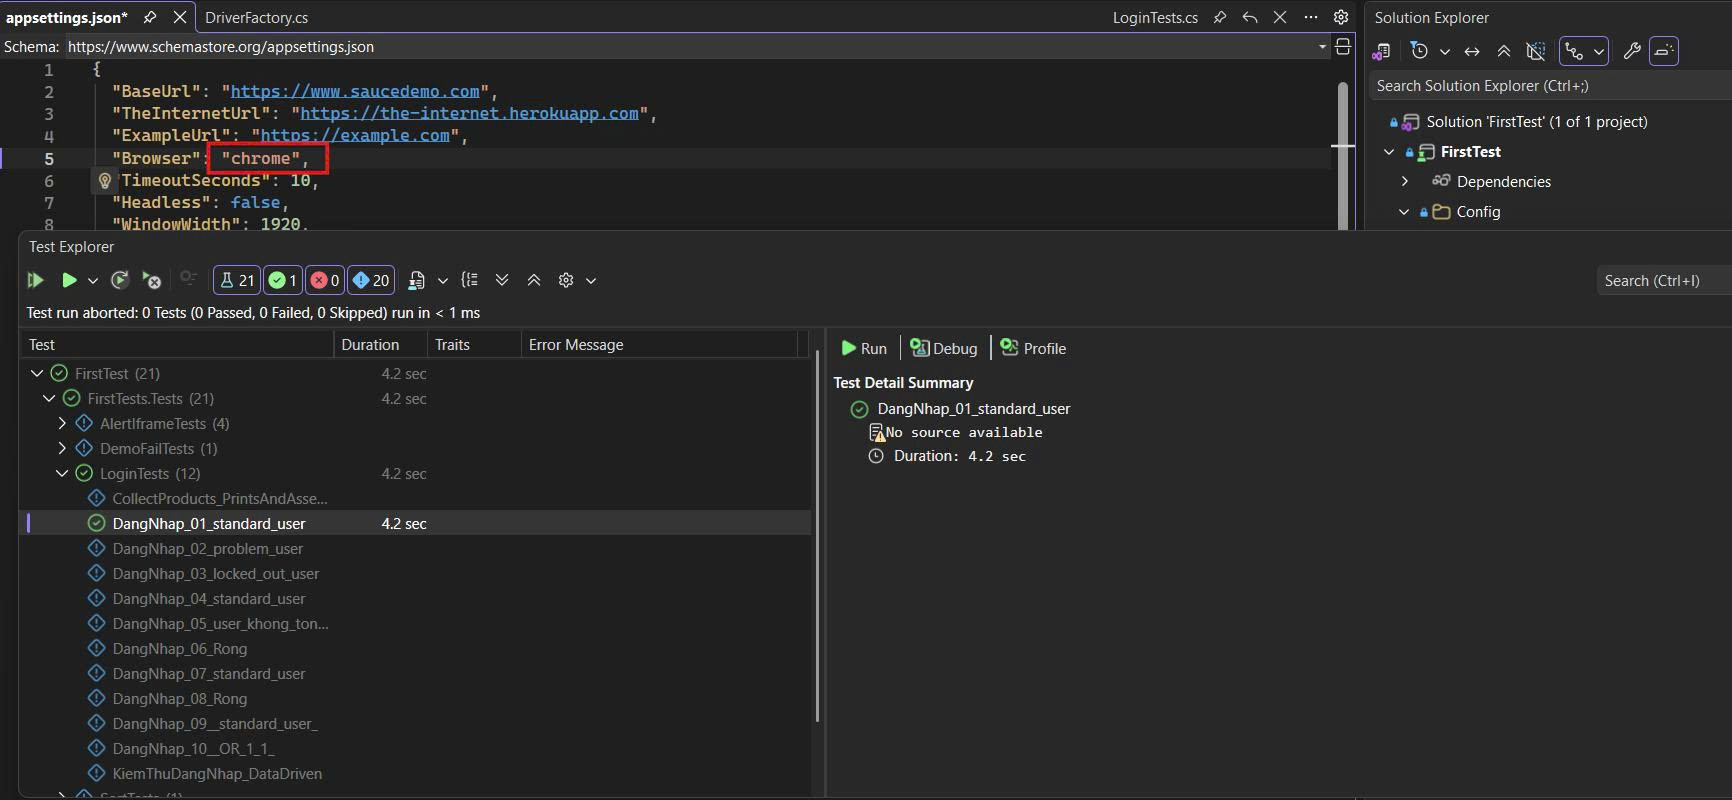 appsettings.json*
DriverFactory.cs
LoginTests.cs
Schema: https://www.schemastore.org/appsettings.json
1 {
2 "BaseUrl": "https://www.saucedemo.com",
3 "TheInternetUrl": "https://the-internet.herokuapp.com",
4 "ExampleUrl": "https://example.com",
5 "Browser": "chrome",
6 "TimeoutSeconds": 10,
7 "Headless": false,
8 "WindowWidth": 1920,
Solution Explorer
Search Solution Explorer (Ctrl+;)
Solution 'FirstTest' (1 of 1 project)
FirstTest
Dependencies
Config
Test Explorer
21 1 0 20
Search (Ctrl+I)
Test run aborted: 0 Tests (0 Passed, 0 Failed, 0 Skipped) run in < 1 ms
Test Duration Traits Error Message
FirstTest (21) 4.2 sec
FirstTests.Tests (21) 4.2 sec
AlertIframeTests (4)
DemoFailTests (1)
LoginTests (12) 4.2 sec
CollectProducts_PrintsAndAsse...
DangNhap_01_standard_user 4.2 sec
DangNhap_02_problem_user
DangNhap_03_locked_out_user
DangNhap_04_standard_user
DangNhap_05_user_khong_ton...
DangNhap_06_Rong
DangNhap_07_standard_user
DangNhap_08_Rong
DangNhap_09__standard_user_
DangNhap_10__OR_1_1_
KiemThuDangNhap_DataDriven
SortTests (1)
Run Debug Profile
Test Detail Summary
DangNhap_01_standard_user
No source available
Duration: 4.2 sec